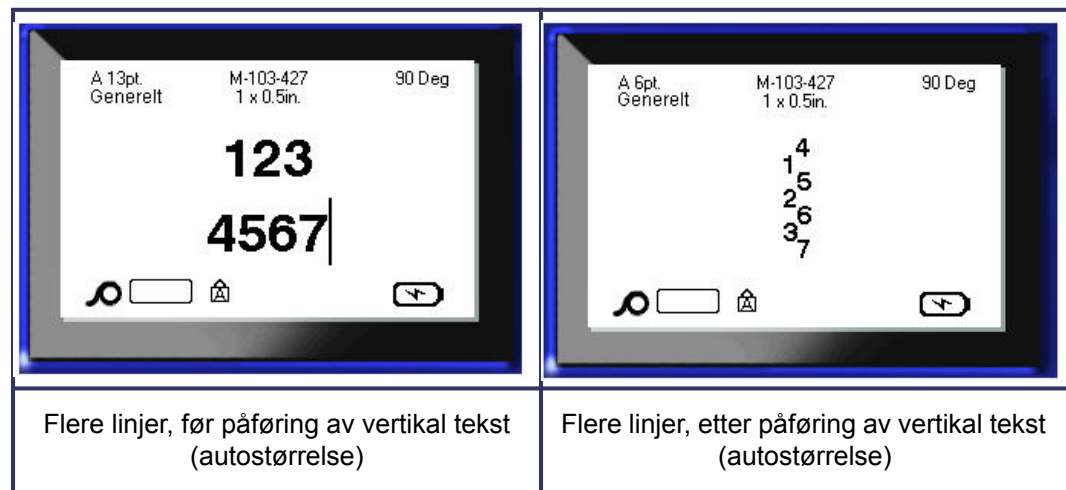 A 13pt.
M-103-427
90 Deg
Generelt
1 x 0.5in.
123
4567
A
A 6pt.
M-103-427
90 Deg
Generelt
1 x 0.5in.
4
1
5
2
6
3
7
A
Flere linjer, før påføring av vertikal tekst
(autostørrelse)
Flere linjer, etter påføring av vertikal tekst
(autostørrelse)